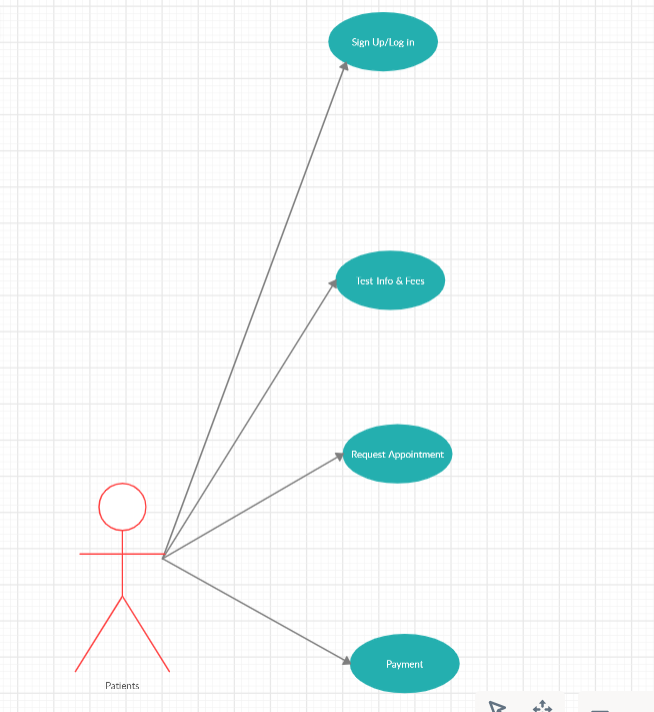 Sign Up/Log in
Test Info & Fees
Request Appointment
Payment
Patients